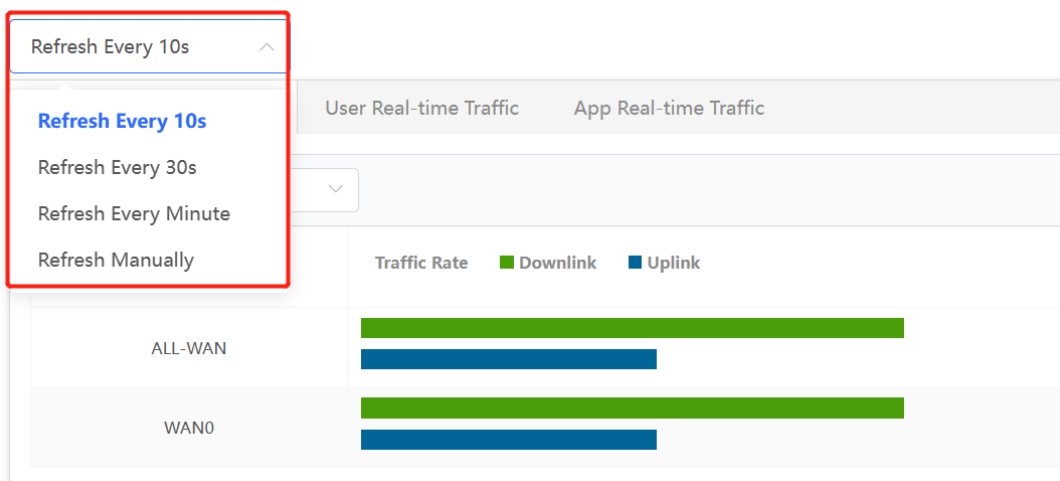 Refresh Every 10s
Refresh Every 10s
Refresh Every 30s
Refresh Every Minute
Refresh Manually
User Real-time Traffic App Real-time Traffic
Traffic Rate Downlink Uplink
ALL-WAN
WAN0